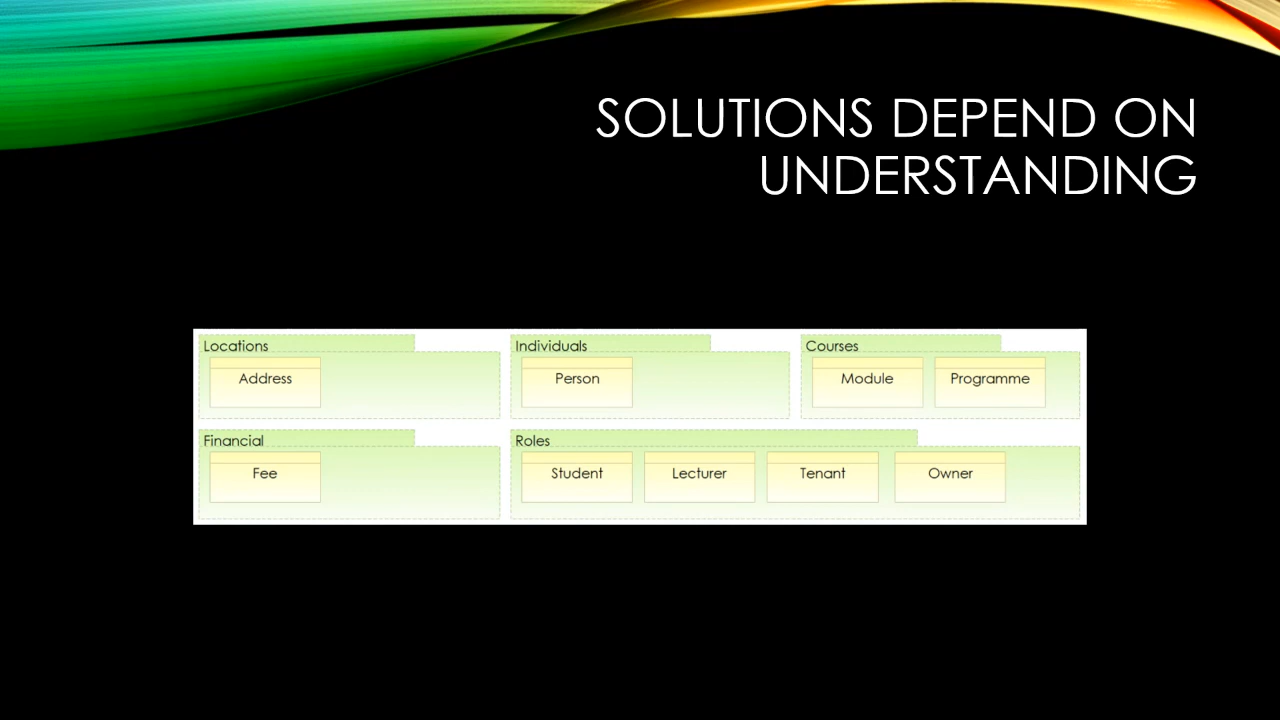 SOLUTIONS DEPEND ON
UNDERSTANDING
Locations
Address
Individuals
Person
Courses
Module
Programme
Financial
Fee
Roles
Student
Lecturer
Tenant
Owner